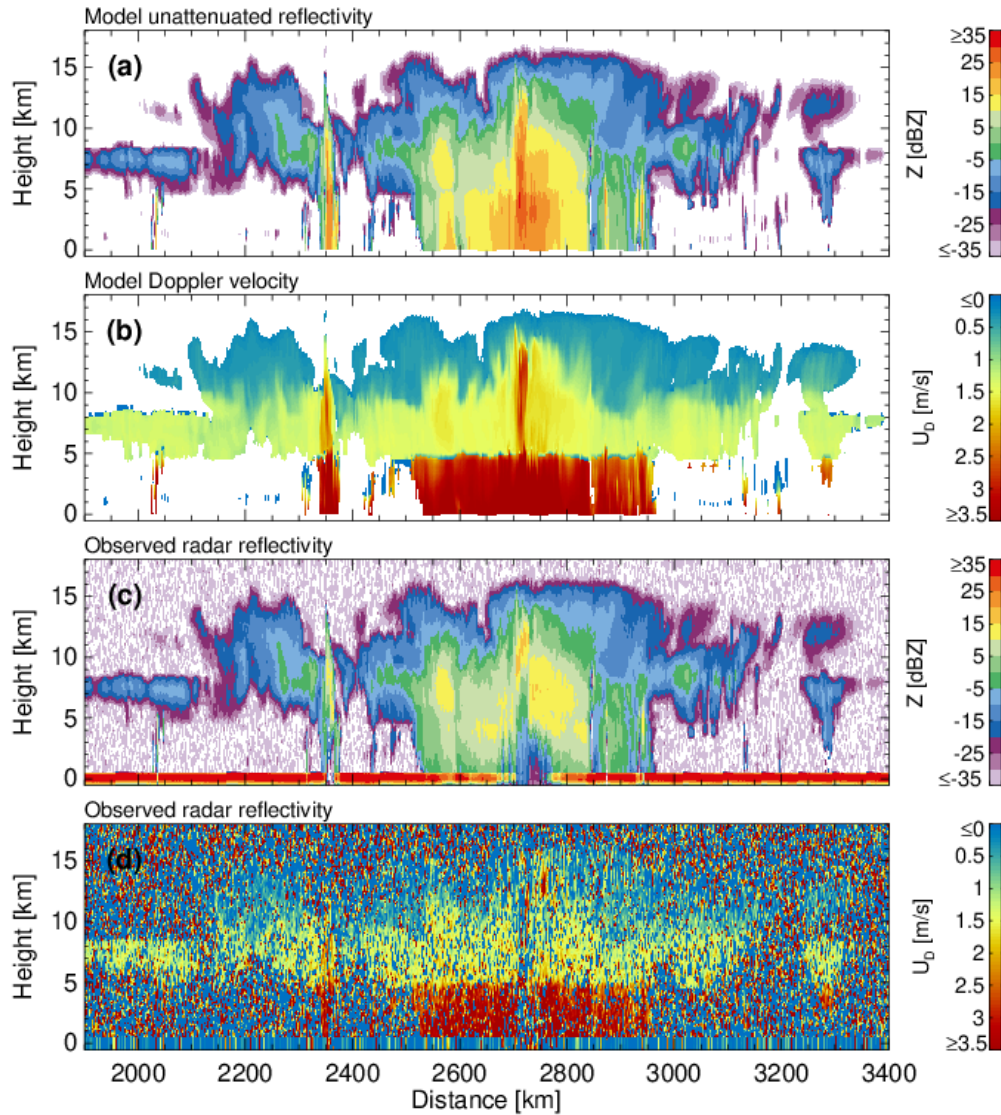 Model unattenuated reflectivity
(a)
Height [km]
15
10
5
0
Z [dBZ]
≥35
25
15
5
-5
-15
-25
≤-35
Model Doppler velocity
(b)
Height [km]
15
10
5
0
U_D [m/s]
≤0
0.5
1
1.5
2
2.5
3
≥3.5
Observed radar reflectivity
(c)
Height [km]
15
10
5
0
Z [dBZ]
≥35
25
15
5
-5
-15
-25
≤-35
Observed radar reflectivity
(d)
Height [km]
15
10
5
0
U_D [m/s]
≤0
0.5
1
1.5
2
2.5
3
≥3.5
2000 2200 2400 2600 2800 3000 3200 3400
Distance [km]